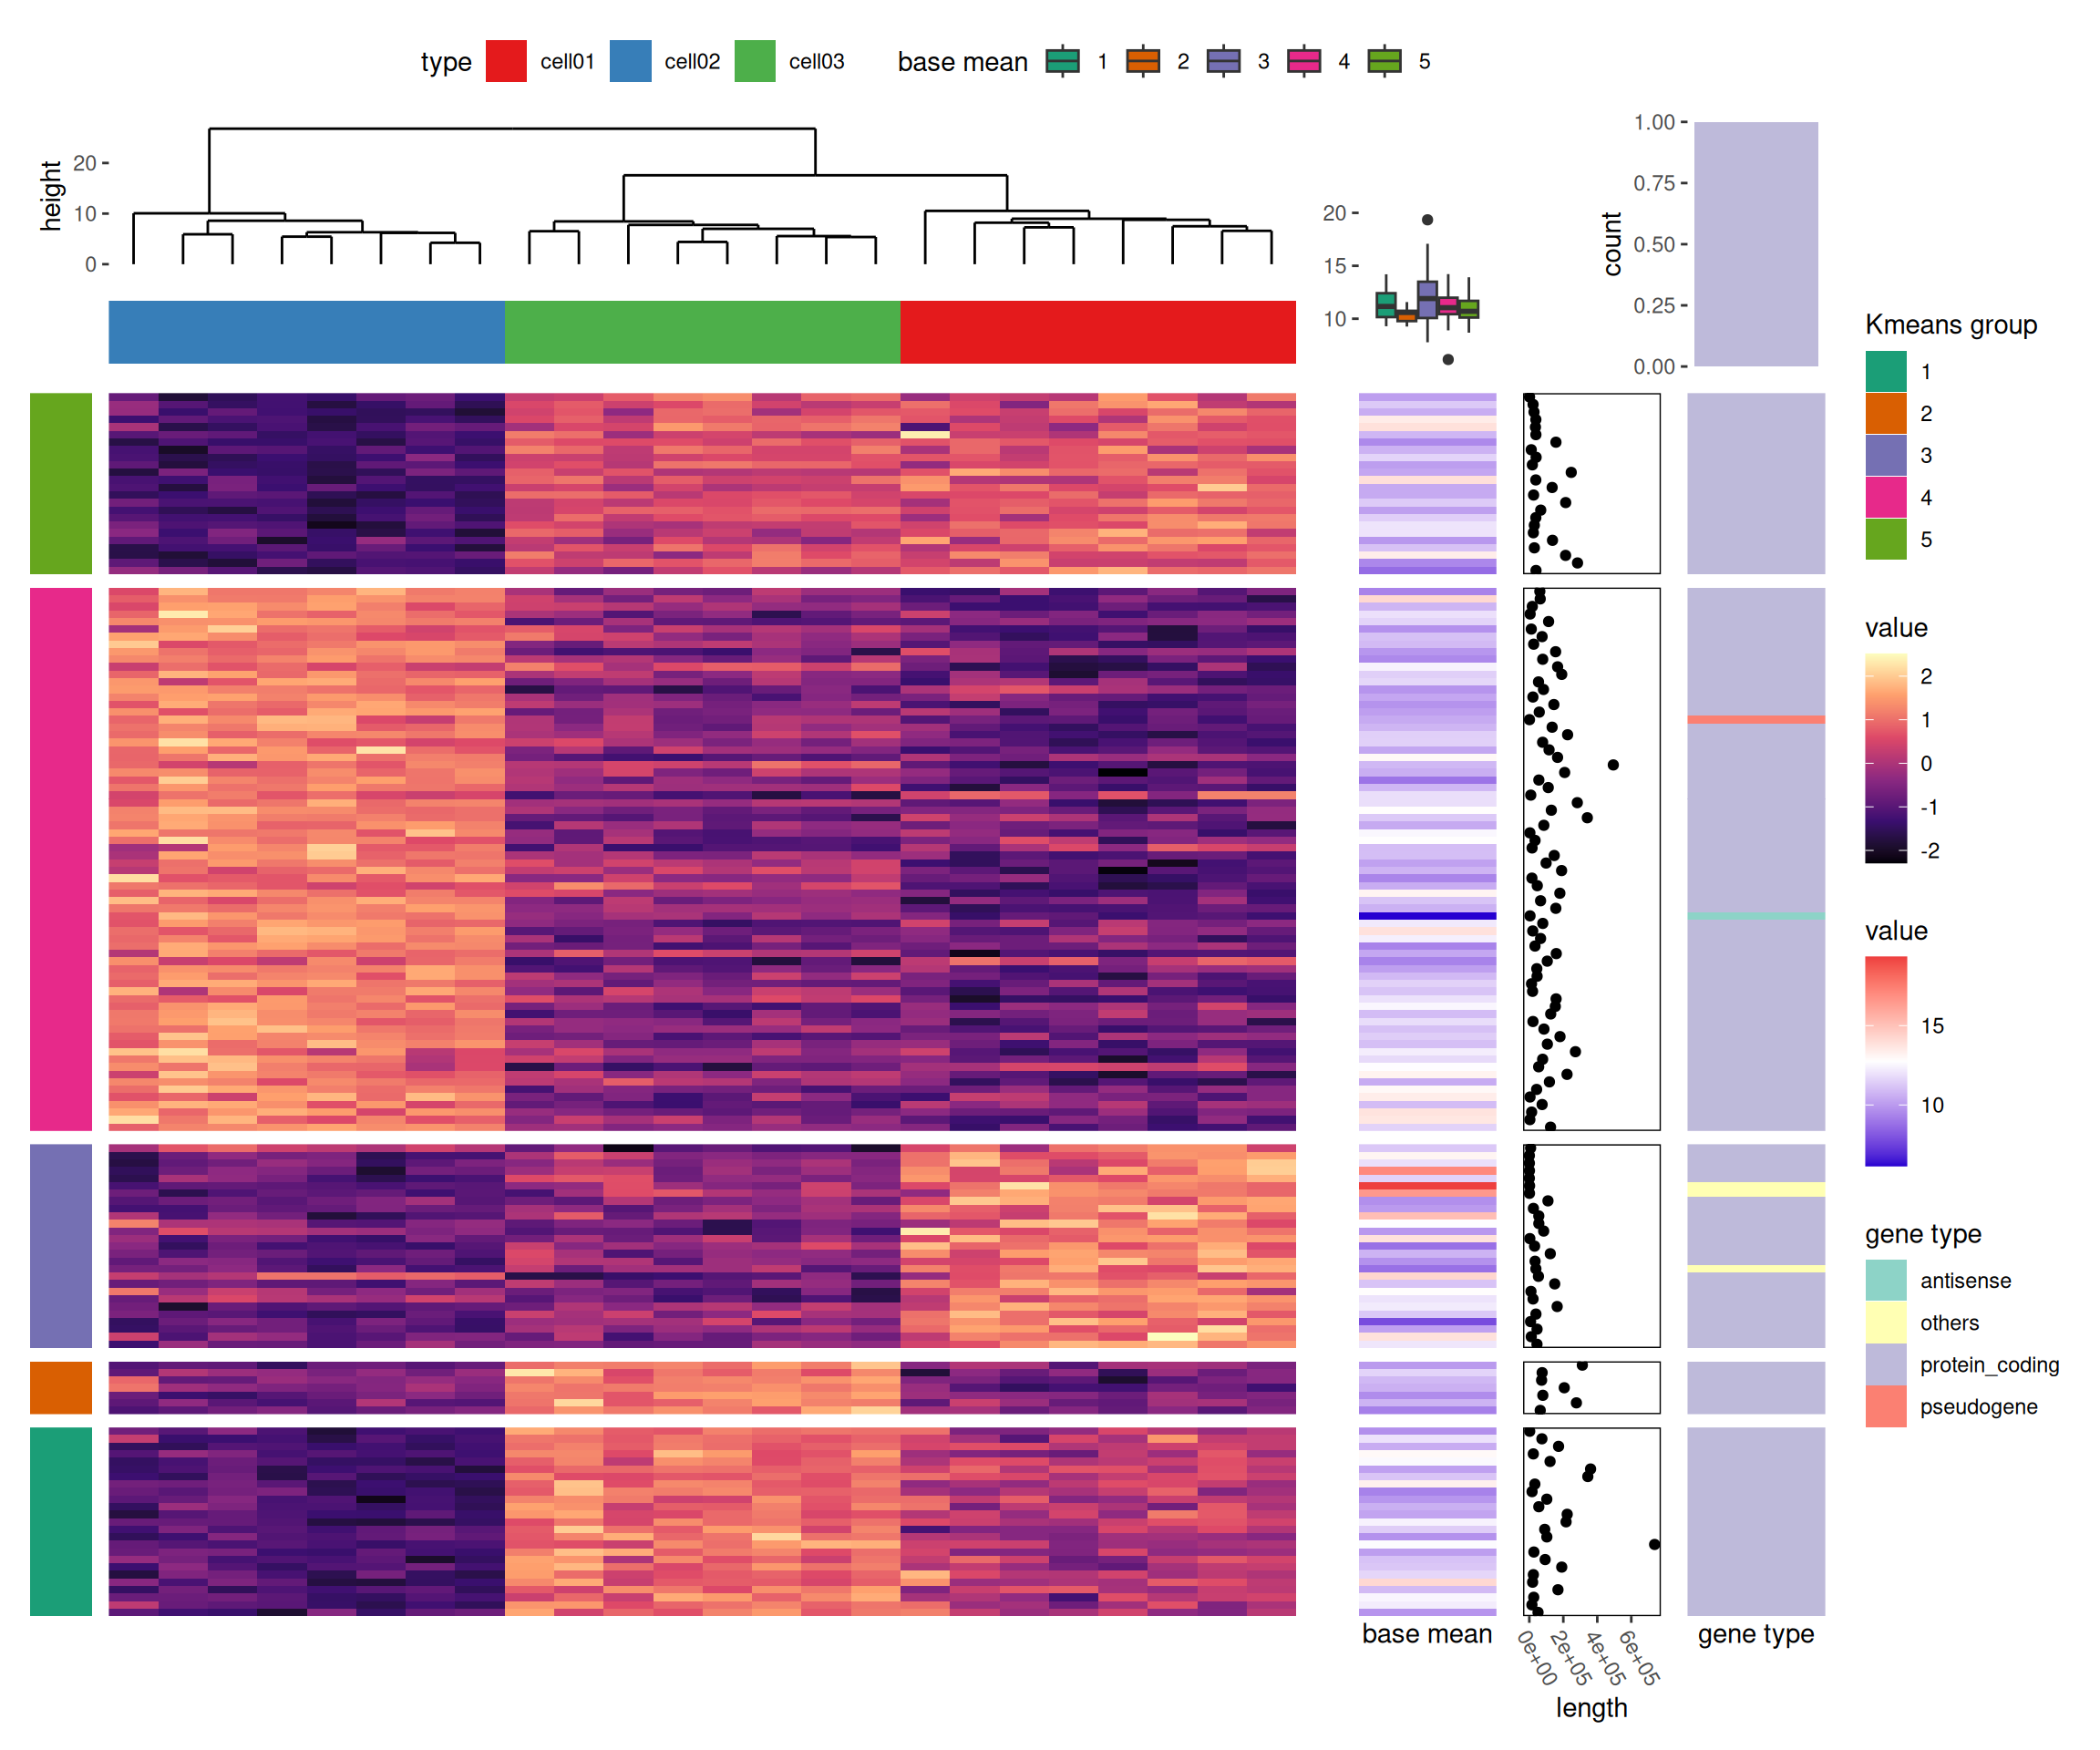 type cell01 cell02 cell03 base mean 1 2 3 4 5
height
20
10
0
20
15
10
count
1.00
0.75
0.50
0.25
0.00
Kmeans group
1
2
3
4
5
value
2
1
0
-1
-2
value
15
10
gene type
antisense
others
protein_coding
pseudogene
base mean
0e+00
2e+05
4e+05
6e+05
length
gene type